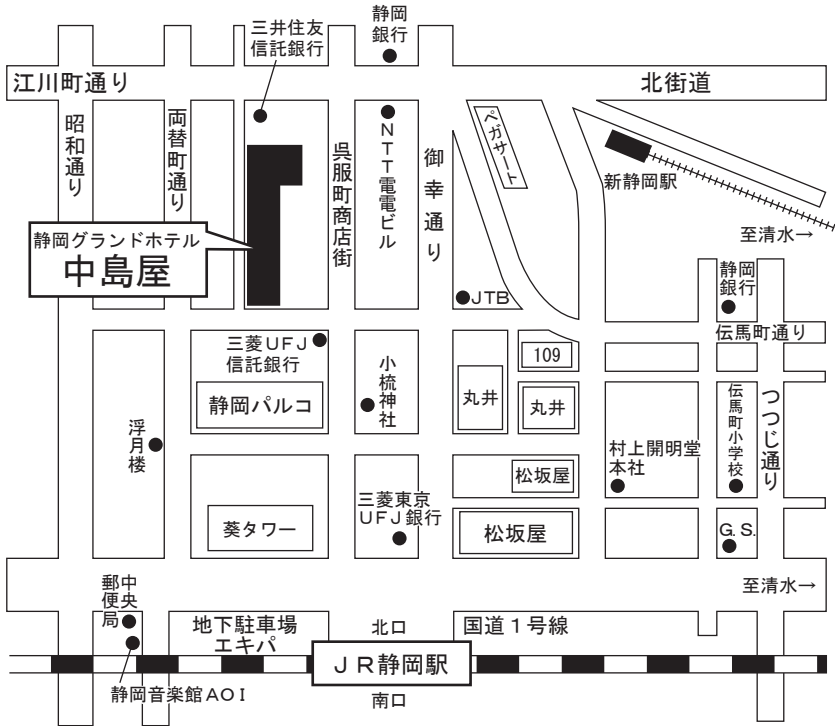 三井住友
信託銀行
静岡
銀行
江川町通り
北街道
昭和通り
両替町通り
呉服町商店街
NTT電電ビル
御幸通り
ペガサート
新静岡駅
至清水→
静岡グランドホテル
中島屋
JTB
静岡
銀行
伝馬町通り
三菱UFJ
信託銀行
静岡パルコ
小梳神社
丸井
109
丸井
浮月楼
村上開明堂
本社
伝馬町小学校
つつじ通り
松坂屋
葵タワー
三菱東京
UFJ銀行
松坂屋
G.S.
至清水→
中央
郵便局
地下駐車場
エキパ
北口
国道1号線
JR静岡駅
静岡音楽館AOI
南口